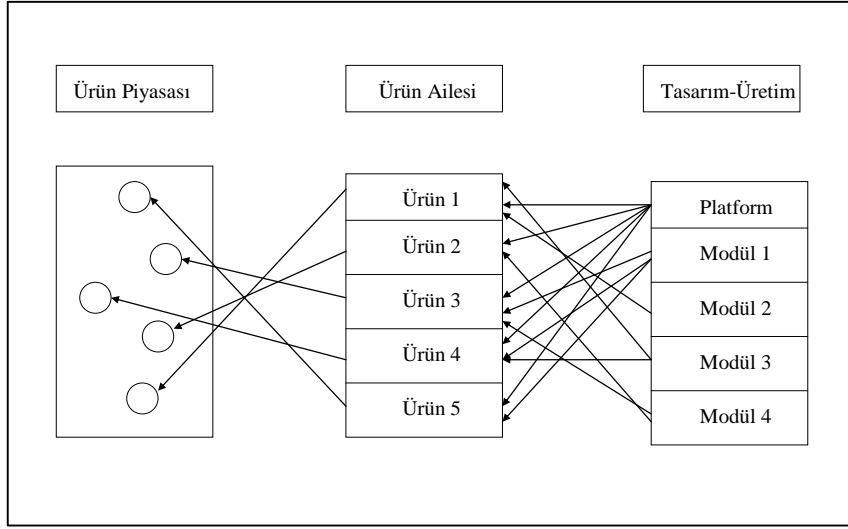 Ürün Piyasası
Ürün Ailesi
Tasarım-Üretim
Ürün 1
Ürün 2
Ürün 3
Ürün 4
Ürün 5
Platform
Modül 1
Modül 2
Modül 3
Modül 4